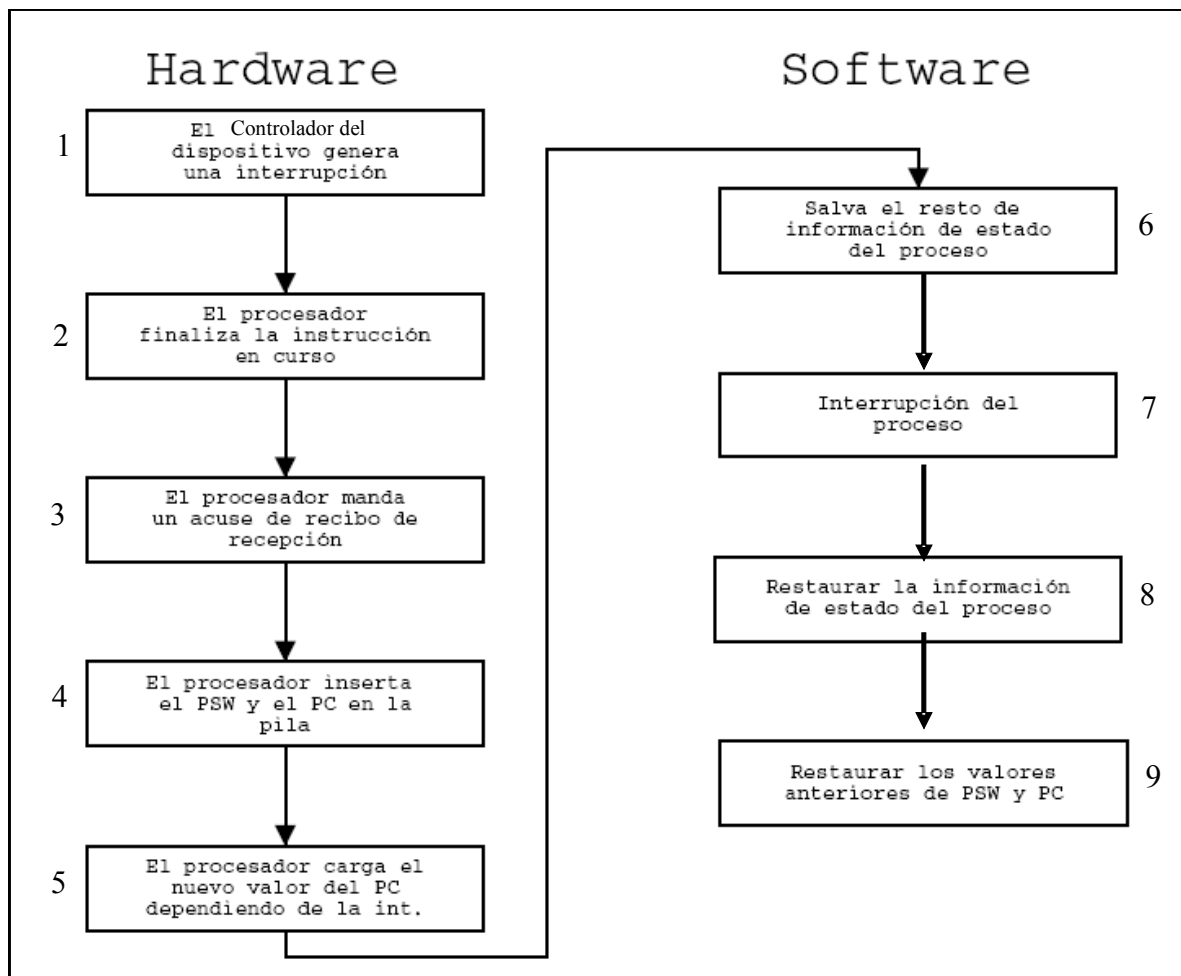 Hardware
1
El Controlador del
dispositivo genera
una interrupción
2
El procesador
finaliza la instrucción
en curso
3
El procesador manda
un acuse de recibo de
recepción
4
El procesador inserta
el PSW y el PC en la
pila
5
El procesador carga el
nuevo valor del PC
dependiendo de la int.
Software
Salva el resto de
información de estado
del proceso
6
Interrupción del
proceso
7
Restaurar la información
de estado del proceso
8
Restaurar los valores
anteriores de PSW y PC
9